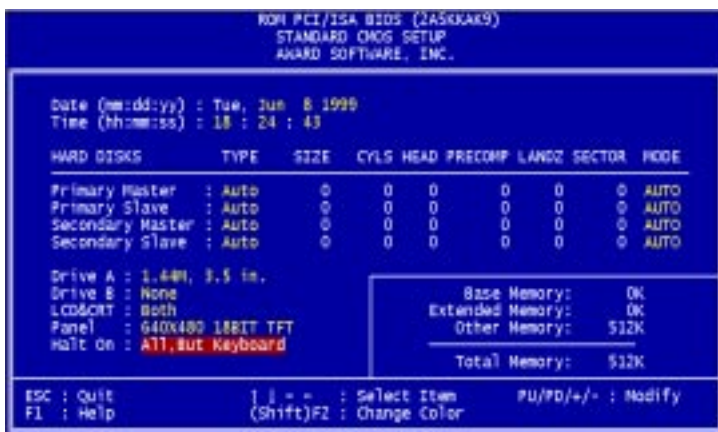 ROM PCI/ISA BIOS (2A5KKAK9)
STANDARD CMOS SETUP
AWARD SOFTWARE, INC.
Date (mm:dd:yy) : Tue, Jun 8 1999
Time (hh:mm:ss) : 18 : 24 : 43
HARD DISKS TYPE SIZE CYLS HEAD PRECOMP LANDZ SECTOR MODE
Primary Master : Auto 0 0 0 0 0 0 AUTO
Primary Slave : Auto 0 0 0 0 0 0 AUTO
Secondary Master : Auto 0 0 0 0 0 0 AUTO
Secondary Slave : Auto 0 0 0 0 0 0 AUTO
Drive A : 1.44M, 3.5 in.
Drive B : None
LCD&CRT : Both
Panel : 640X480 18BIT TFT
Halt On : All,But Keyboard
Base Memory: 0K
Extended Memory: 0K
Other Memory: 512K
Total Memory: 512K
ESC : Quit
F1 : Help
↑ ↓ → ← : Select Item
(Shift)F2 : Change Color
PU/PD/+/- : Modify